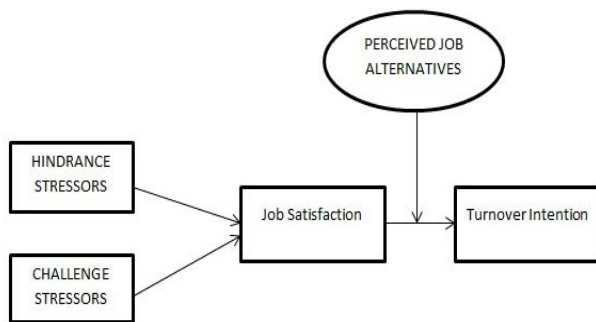 PERCEIVED JOB
ALTERNATIVES
HINDRANCE
STRESSORS
Job Satisfaction
Turnover Intention
CHALLENGE
STRESSORS